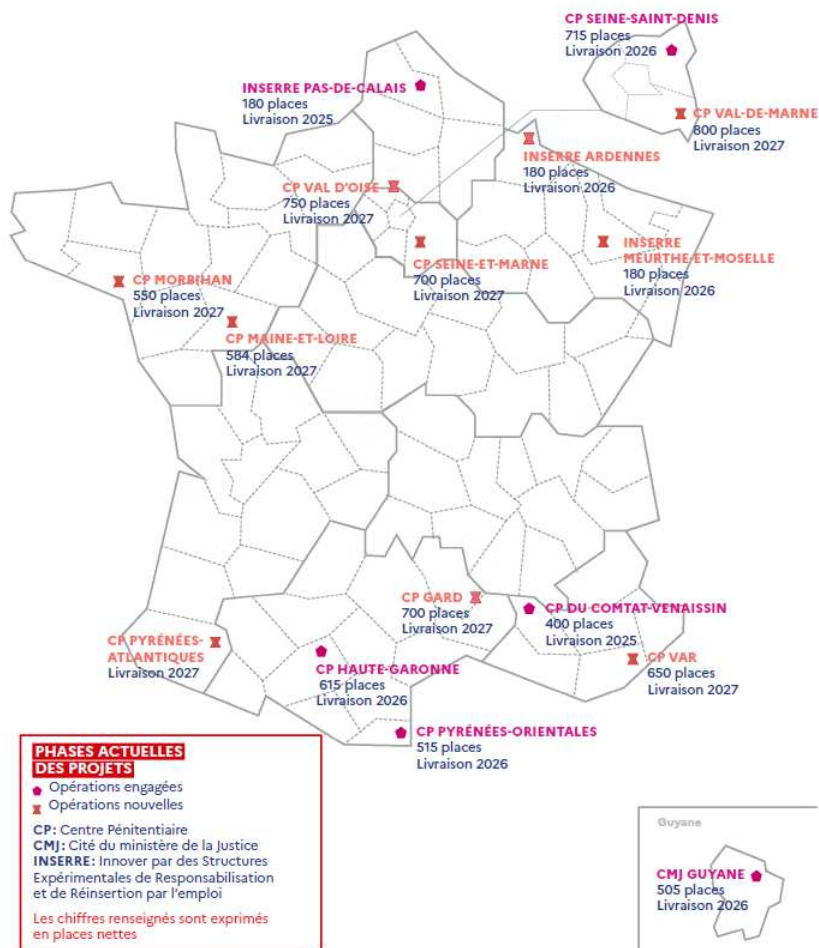 CP SEINE-SAINT-DENIS
715 places
Livraison 2026
INSERRE PAS-DE-CALAIS
180 places
Livraison 2025
CP VAL-DE-MARNE
800 places
Livraison 2027
INSERRE ARDENNES
180 places
Livraison 2026
CP VAL D'OISE
750 places
Livraison 2027
CP SEINE-ET-MARNE
700 places
Livraison 2027
INSERRE
MEURTHE-ET-MOSELLE
180 places
Livraison 2026
CP MORBIHAN
550 places
Livraison 2027
CP MAINE-ET-LOIRE
584 places
Livraison 2027
CP GARD
700 places
Livraison 2027
CP DU COMTAT-VENAISSIN
400 places
Livraison 2025
CP PYRÉNÉES-
ATLANTIQUES
Livraison 2027
CP HAUTE-GARONNE
615 places
Livraison 2026
CP VAR
650 places
Livraison 2027
CP PYRÉNÉES-ORIENTALES
515 places
Livraison 2026
PHASES ACTUELLES
DES PROJETS
Opérations engagées
Opérations nouvelles
CP: Centre Pénitentiaire
CMJ: Cité du ministère de la Justice
INSERRE: Innover par des Structures
Expérimentales de Responsabilisation
et de Réinsertion par l'emploi
Les chiffres renseignés sont exprimés
en places nettes
Guyane
CMJ GUYANE
505 places
Livraison 2026